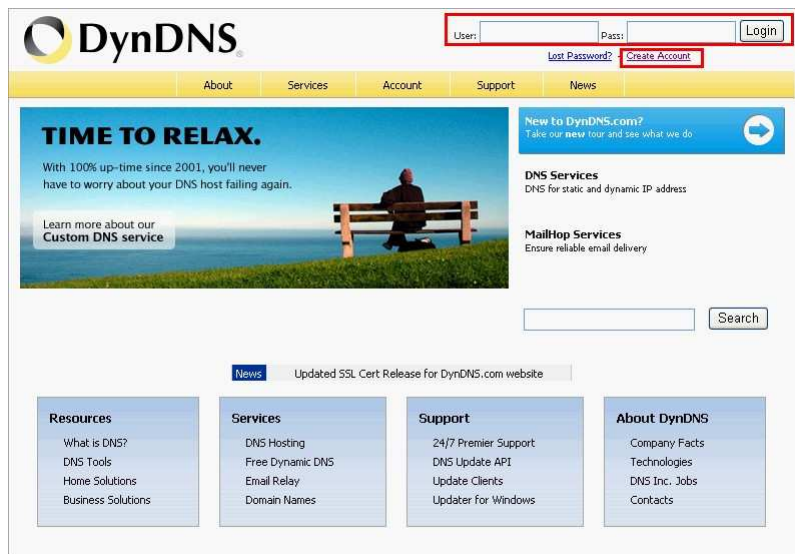 DynDNS®
User: Pass: Login
Lost Password? - Create Account
About Services Account Support News
TIME TO RELAX.
With 100% up-time since 2001, you'll never
have to worry about your DNS host failing again.
Learn more about our
Custom DNS service
New to DynDNS.com?
Take our new tour and see what we do
DNS Services
DNS for static and dynamic IP address
MailHop Services
Ensure reliable email delivery
Search
News Updated SSL Cert Release for DynDNS.com website
Resources
What is DNS?
DNS Tools
Home Solutions
Business Solutions
Services
DNS Hosting
Free Dynamic DNS
Email Relay
Domain Names
Support
24/7 Premier Support
DNS Update API
Update Clients
Updater for Windows
About DynDNS
Company Facts
Technologies
DNS Inc. Jobs
Contacts